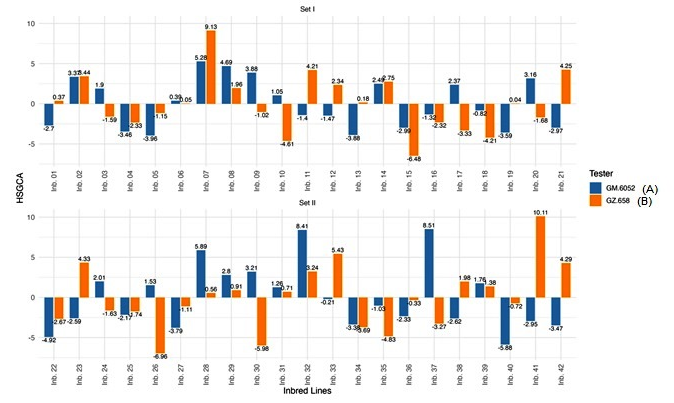 Set I
HSGCA
10
5
0
-5
-2.7 0.37 3.33 3.44 1.9 -1.59 -3.46 -2.33 -3.96 -1.15 0.39 0.05 5.28 9.13 4.69 1.96 3.88 -1.02 1.05 -4.61 -1.4 4.21 -1.47 2.34 -3.88 0.18 2.49 2.75 -2.99 -6.48 -1.32 -2.32 2.37 -3.33 -0.82 -4.21 -3.59 0.04 3.16 -1.68 -2.97 4.25
Inb. 01 Inb. 02 Inb. 03 Inb. 04 Inb. 05 Inb. 06 Inb. 07 Inb. 08 Inb. 09 Inb. 10 Inb. 11 Inb. 12 Inb. 13 Inb. 14 Inb. 15 Inb. 16 Inb. 17 Inb. 18 Inb. 19 Inb. 20 Inb. 21
Set II
10
5
0
-5
-4.92 -2.67 -2.59 4.33 2.01 -1.63 -2.17 -1.74 1.53 -6.96 -3.79 -1.11 5.89 0.56 2.8 0.91 3.21 -5.98 1.26 0.71 8.41 3.24 -0.21 5.43 -3.69 -1.03 -4.83 -2.33 -0.33 8.51 -3.27 -2.62 1.98 1.76 1.38 -5.88 -0.72 -2.95 10.11 -3.47 4.29
Inb. 22 Inb. 23 Inb. 24 Inb. 25 Inb. 26 Inb. 27 Inb. 28 Inb. 29 Inb. 30 Inb. 31 Inb. 32 Inb. 33 Inb. 34 Inb. 35 Inb. 36 Inb. 37 Inb. 38 Inb. 39 Inb. 40 Inb. 41 Inb. 42
Inbred Lines
Tester
GM.6052 (A)
GZ.658 (B)